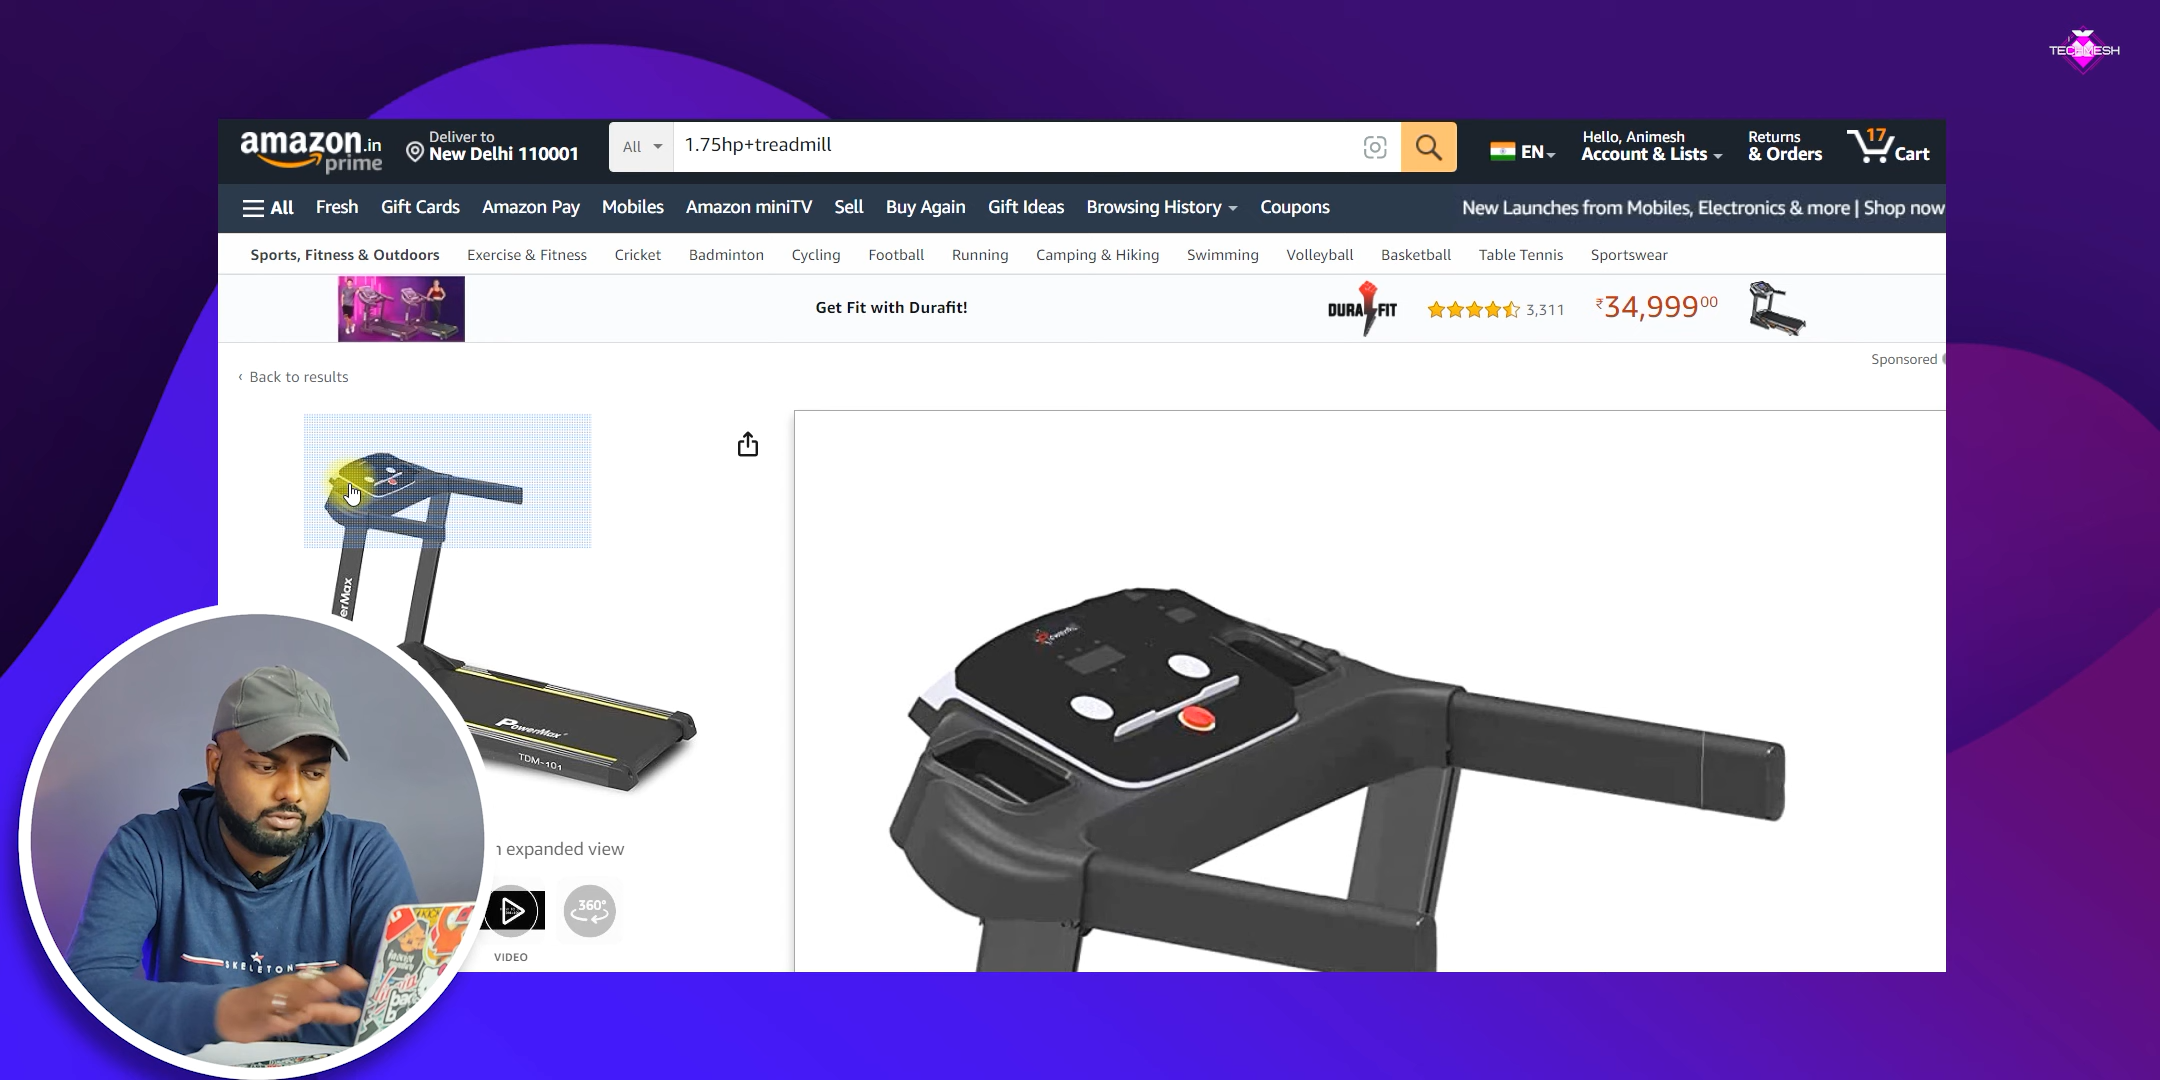 TECHMESH
amazon.in
prime
Deliver to
New Delhi 110001
All
1.75hp+treadmill
EN
Hello, Animesh
Account & Lists
Returns
& Orders
17
Cart
All
Fresh
Gift Cards
Amazon Pay
Mobiles
Amazon miniTV
Sell
Buy Again
Gift Ideas
Browsing History
Coupons
New Launches from Mobiles, Electronics & more | Shop now
Sports, Fitness & Outdoors
Exercise & Fitness
Cricket
Badminton
Cycling
Football
Running
Camping & Hiking
Swimming
Volleyball
Basketball
Table Tennis
Sportswear
Get Fit with Durafit!
DURAFIT
3,311
₹34,99900
Sponsored
‹ Back to results
erMax
PowerMax
TDM-101
expanded view
360°
VIDEO
SKELETON